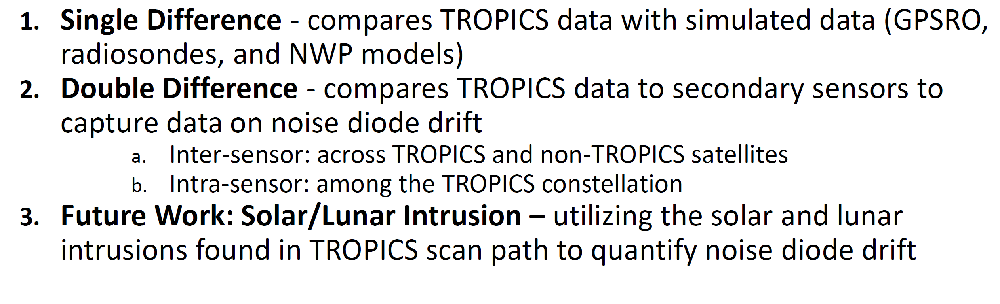 1. Single Difference - compares TROPICS data with simulated data (GPSRO,
radiosondes, and NWP models)
2. Double Difference - compares TROPICS data to secondary sensors to
capture data on noise diode drift
a. Inter-sensor: across TROPICS and non-TROPICS satellites
b. Intra-sensor: among the TROPICS constellation
3. Future Work: Solar/Lunar Intrusion – utilizing the solar and lunar
intrusions found in TROPICS scan path to quantify noise diode drift